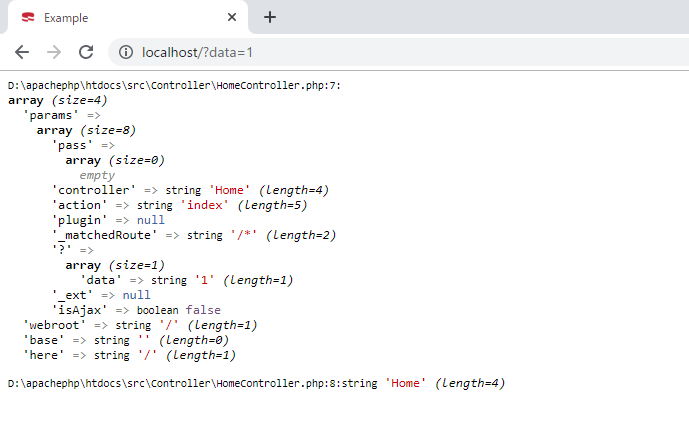 Example
localhost/?data=1
D:\apachephp\htdocs\src\Controller\HomeController.php:7:
array (size=4)
  'params' =>
    array (size=8)
      'pass' =>
        array (size=0)
          empty
      'controller' => string 'Home' (length=4)
      'action' => string 'index' (length=5)
      'plugin' => null
      '_matchedRoute' => string '/*' (length=2)
      '?' =>
        array (size=1)
          'data' => string '1' (length=1)
      '_ext' => null
      'isAjax' => boolean false
  'webroot' => string '/' (length=1)
  'base' => string '' (length=0)
  'here' => string '/' (length=1)
D:\apachephp\htdocs\src\Controller\HomeController.php:8:string 'Home' (length=4)